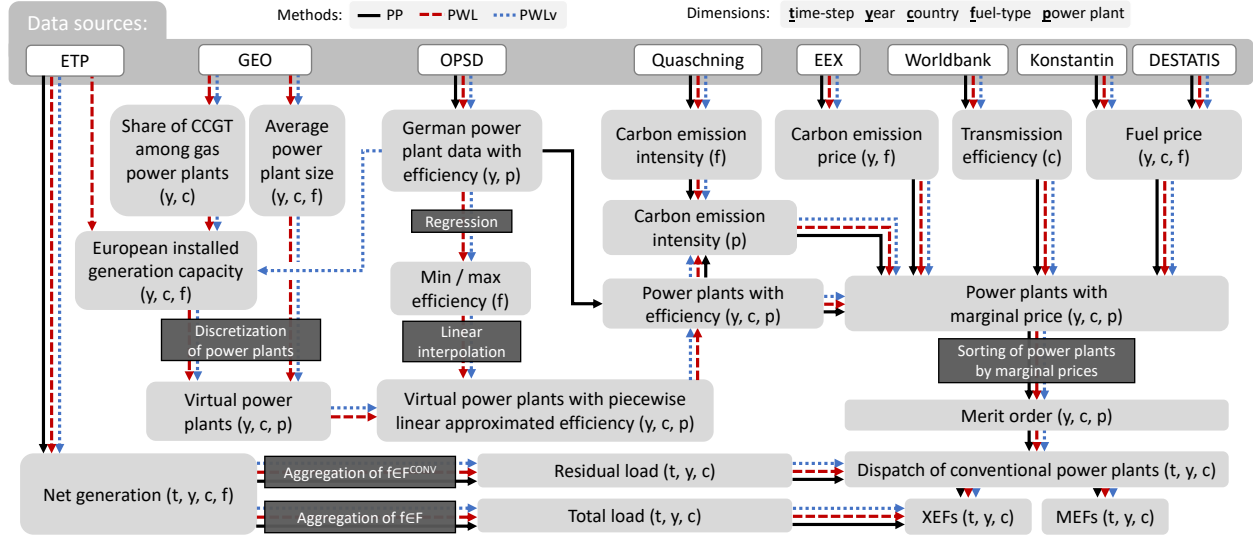 Data sources:
Methods: PP PWL PWLv
Dimensions: time-step year country fuel-type power plant
ETP
GEO
OPSD
Quaschning
EEX
Worldbank
Konstantin
DESTATIS
Share of CCGT
among gas
power plants
(y, c)
Average
power
plant size
(y, c, f)
German power
plant data with
efficiency (y, p)
Carbon emission
intensity (f)
Carbon emission
price (y, f)
Transmission
efficiency (c)
Fuel price
(y, c, f)
Regression
Carbon emission
intensity (p)
European installed
generation capacity
(y, c, f)
Min / max
efficiency (f)
Power plants with
efficiency (y, c, p)
Power plants with
marginal price (y, c, p)
Discretization
of power plants
Linear
interpolation
Sorting of power plants
by marginal prices
Virtual power
plants (y, c, p)
Virtual power plants with piecewise
linear approximated efficiency (y, c, p)
Merit order (y, c, p)
Net generation (t, y, c, f)
Aggregation of f∈F^CONV
Residual load (t, y, c)
Dispatch of conventional power plants (t, y, c)
Aggregation of f∈F
Total load (t, y, c)
XEFs (t, y, c)
MEFs (t, y, c)